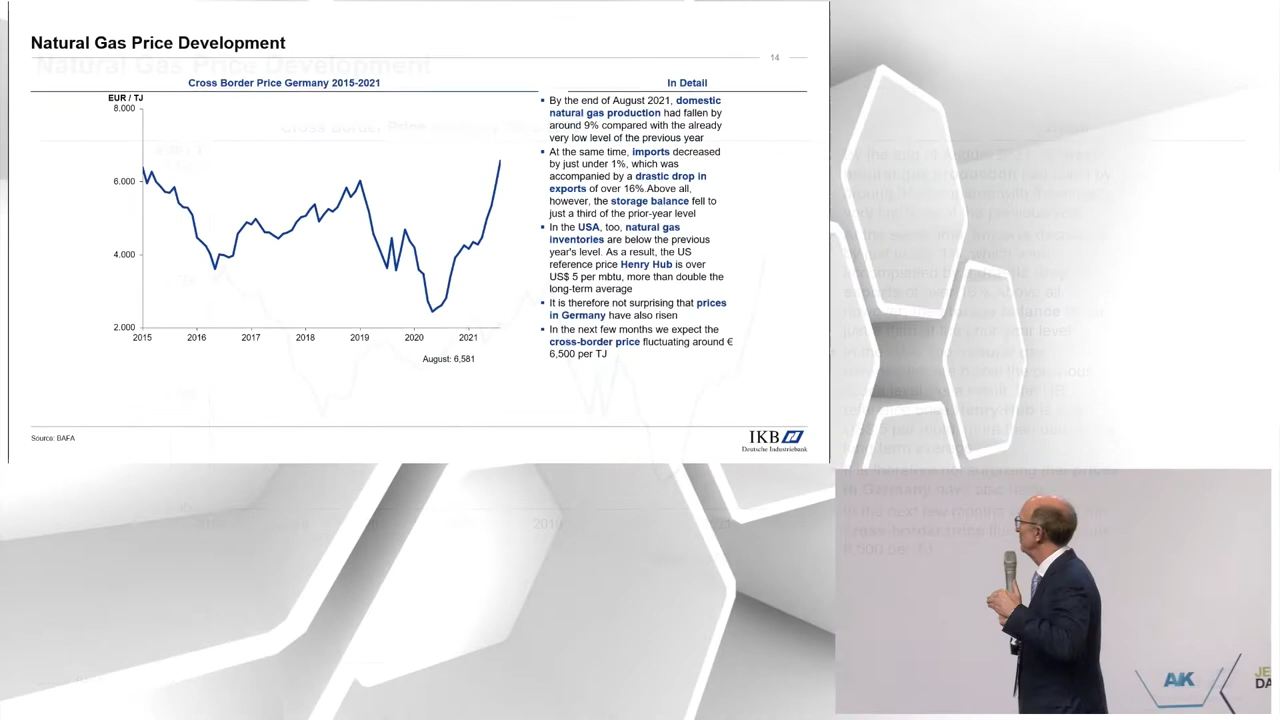 Natural Gas Price Development
14
Cross Border Price Germany 2015-2021
In Detail
EUR / TJ
8.000
6.000
4.000
2.000
2015
2016
2017
2018
2019
2020
2021
August: 6,581
By the end of August 2021, domestic
natural gas production had fallen by
around 9% compared with the already
very low level of the previous year
At the same time, imports decreased
by just under 1%, which was
accompanied by a drastic drop in
exports of over 16%.Above all,
however, the storage balance fell to
just a third of the prior-year level
In the USA, too, natural gas
inventories are below the previous
year's level. As a result, the US
reference price Henry Hub is over
US$ 5 per mbtu, more than double the
long-term average
It is therefore not surprising that prices
in Germany have also risen
In the next few months we expect the
cross-border price fluctuating around €
6,500 per TJ
Source: BAFA
IKB
Deutsche Industriebank
AK